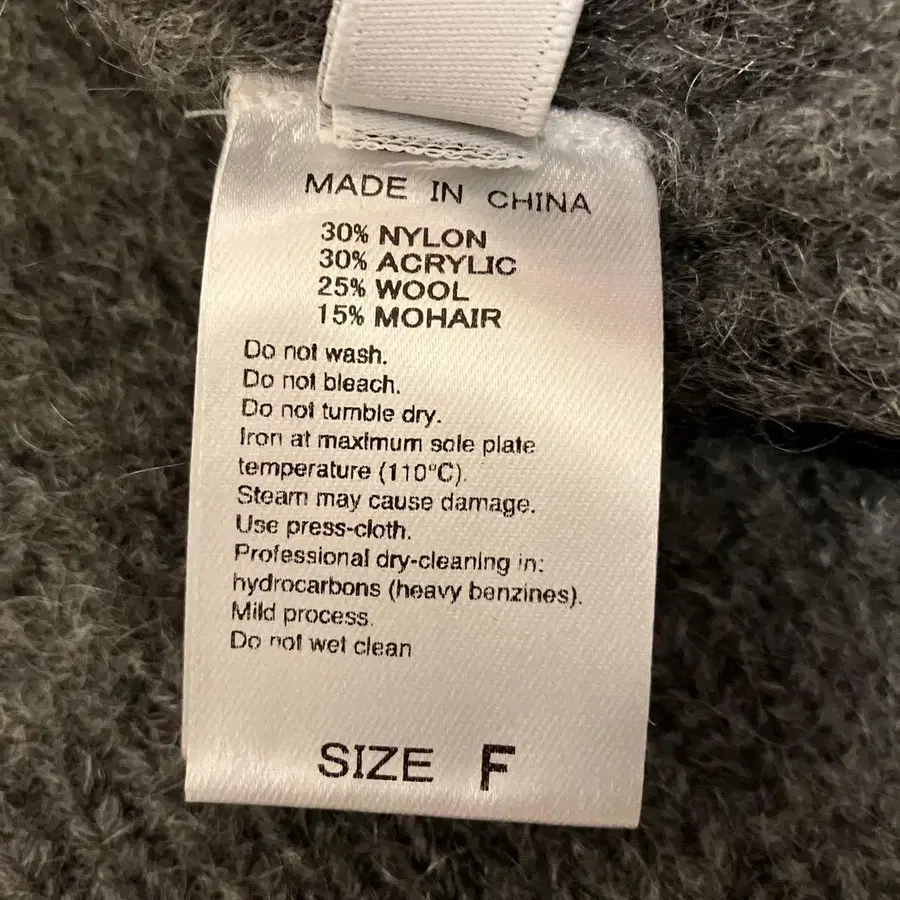 MADE IN CHINA
30% NYLON
30% ACRYLIC
25% WOOL
15% MOHAIR
Do not wash.
Do not bleach.
Do not tumble dry.
Iron at maximum sole plate
temperature (110°C).
Steam may cause damage.
Use press-cloth.
Professional dry-cleaning in:
hydrocarbons (heavy benzines).
Mild process.
Do not wet clean
SIZE F